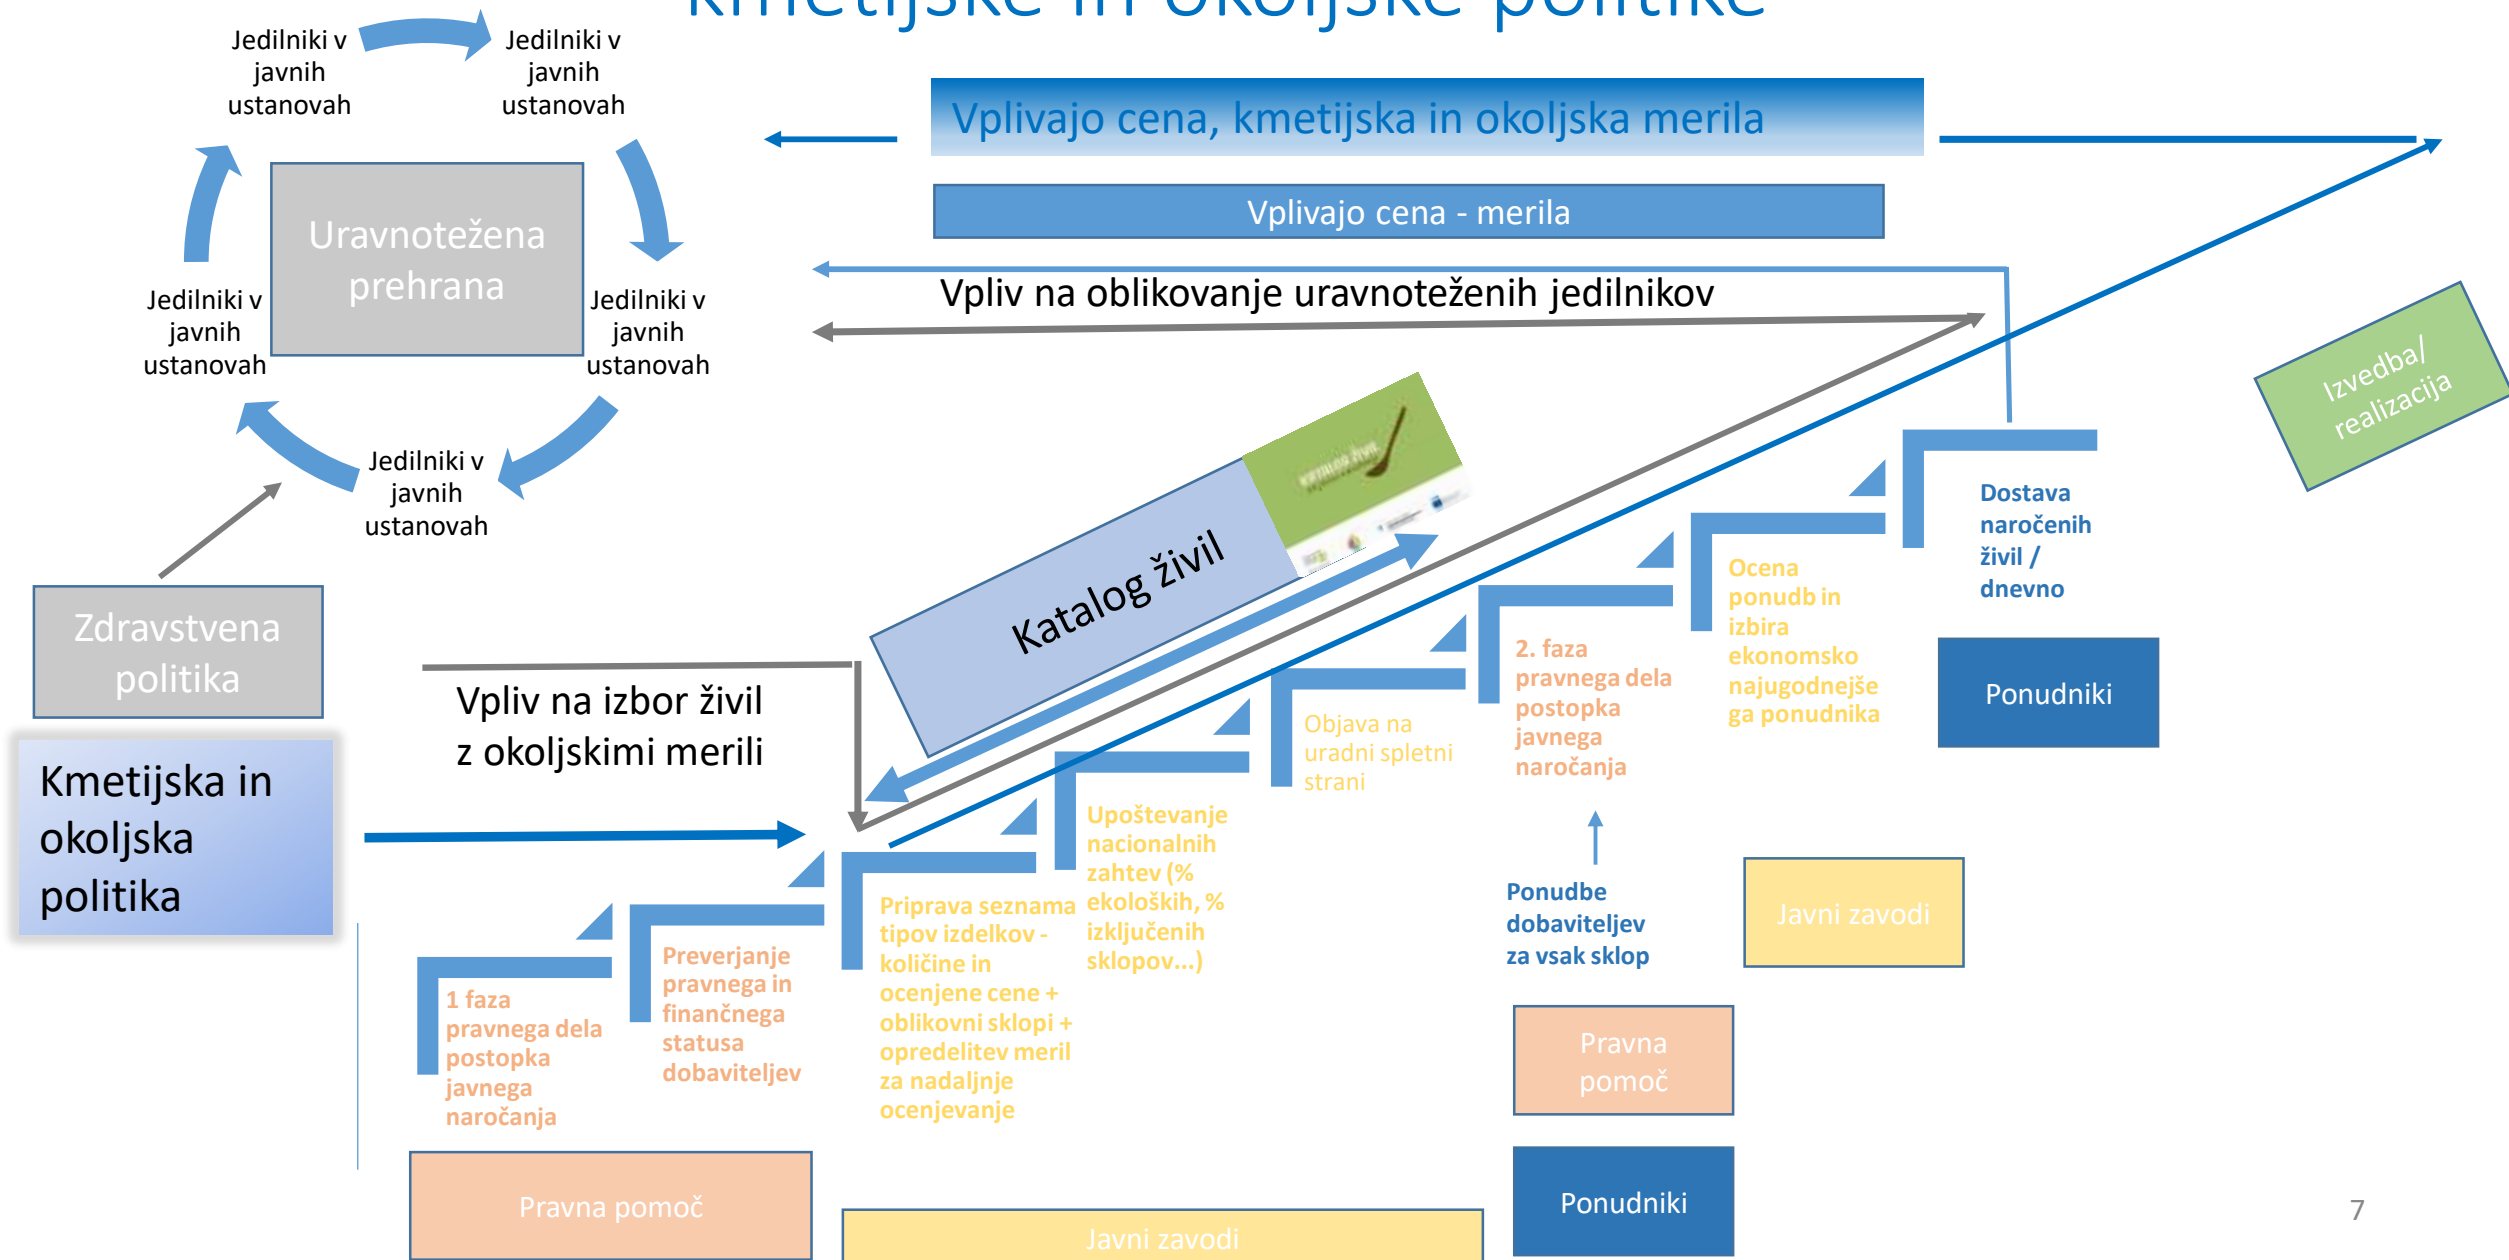 kmetijske in okoljske politike
Jedilniki v
javnih
ustanovah
Jedilniki v
javnih
ustanovah
Jedilniki v
javnih
ustanovah
Jedilniki v
javnih
ustanovah
Jedilniki v
javnih
ustanovah
Uravnotežena
prehrana
Vplivajo cena, kmetijska in okoljska merila
Vplivajo cena - merila
Vpliv na oblikovanje uravnoteženih jedilnikov
Izvedba/
realizacija
Katalog živil
KATALOG ŽIVIL
Zdravstvena
politika
Kmetijska in
okoljska
politika
Vpliv na izbor živil
z okoljskimi merili
1 faza
pravnega dela
postopka
javnega
naročanja
Preverjanje
pravnega in
finančnega
statusa
dobaviteljev
Priprava seznama
tipov izdelkov -
količine in
ocenjene cene +
oblikovni sklopi +
opredelitev meril
za nadaljnje
ocenjevanje
Upoštevanje
nacionalnih
zahtev (%
ekoloških, %
izključenih
sklopov...)
Objava na
uradni spletni
strani
2. faza
pravnega dela
postopka
javnega
naročanja
Ocena
ponudb in
izbira
ekonomsko
najugodnejše
ga ponudnika
Dostava
naročenih
živil /
dnevno
Ponudniki
Ponudbe
dobaviteljev
za vsak sklop
Javni zavodi
Pravna
pomoč
Ponudniki
Pravna pomoč
Javni zavodi
7